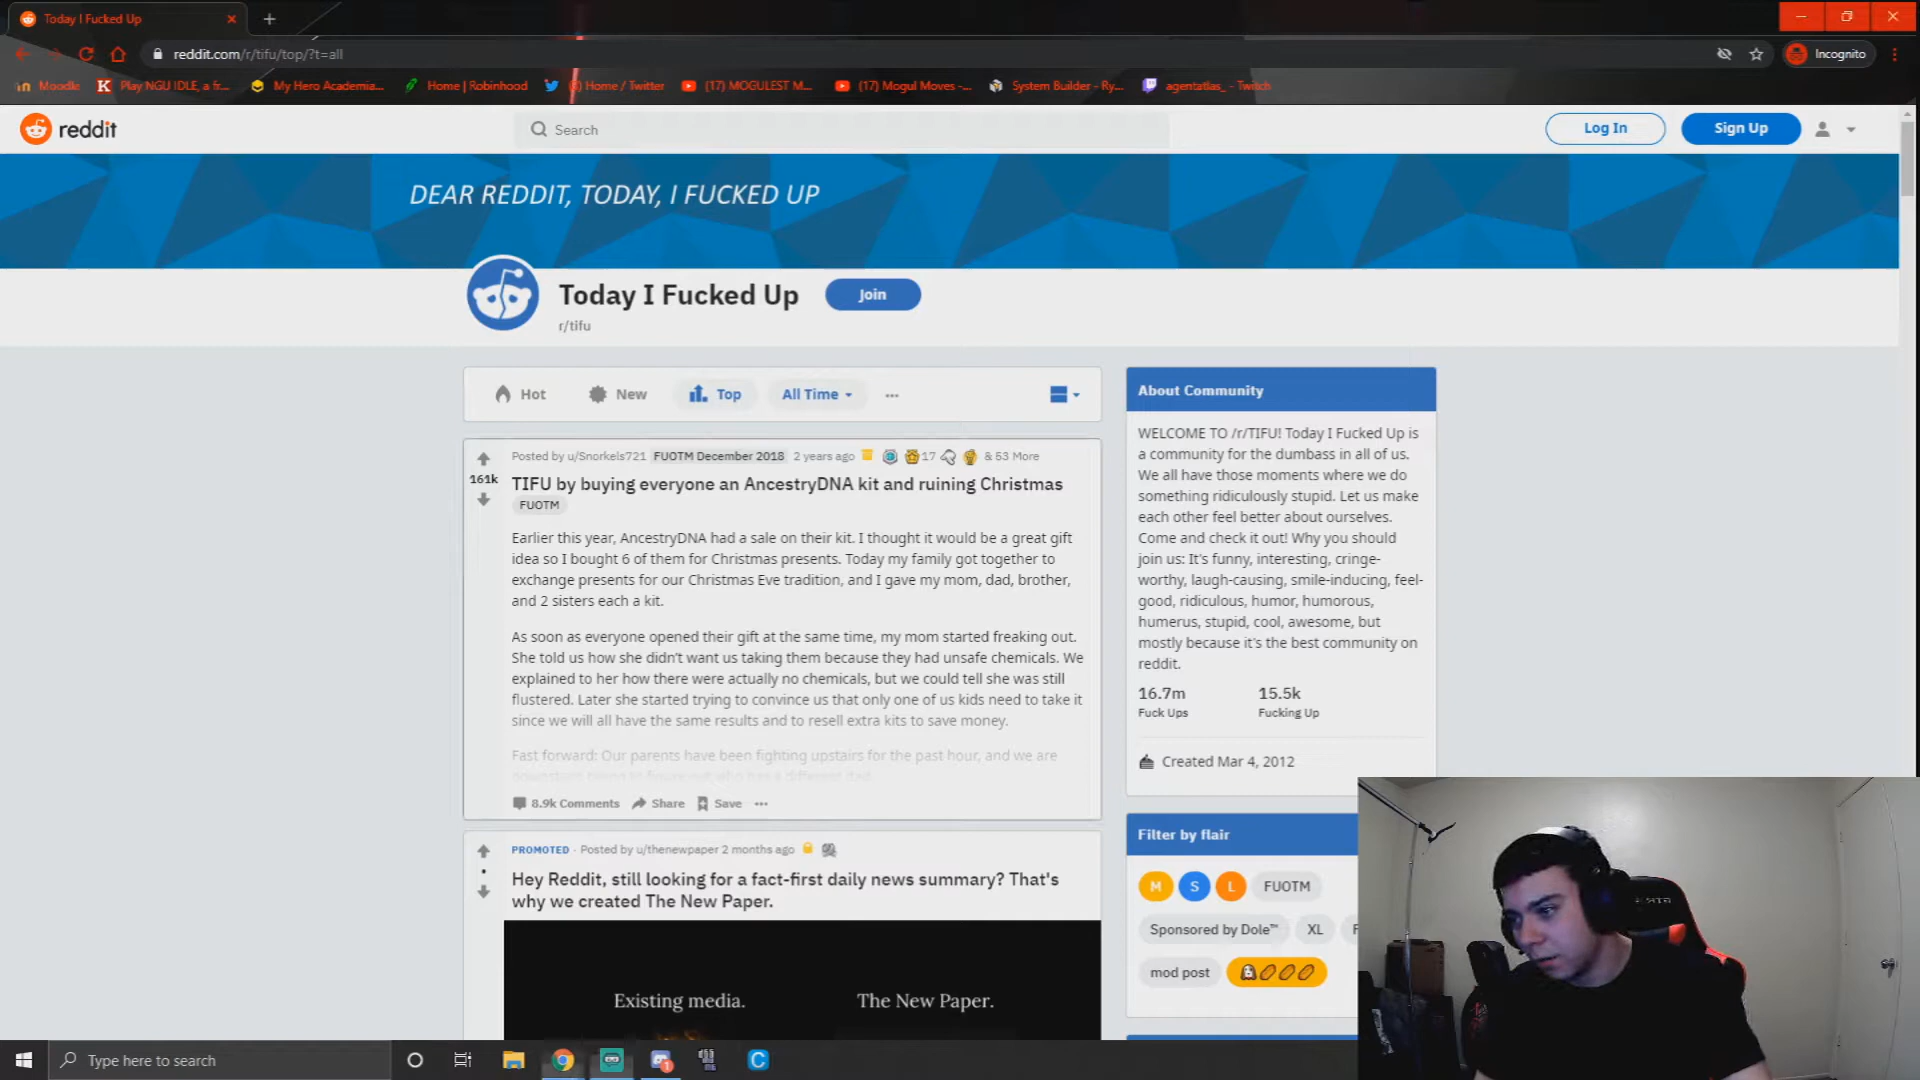 Today I Fucked Up
reddit.com/r/tifu/top/?t=all
Incognito
Moodle
Play NGU IDLE, a fr...
My Hero Academia...
Home | Robinhood
Home / Twitter
(17) MOGULEST M...
(17) Mogul Moves -...
System Builder - Ry...
agentatlas_ - Twitch
reddit
Search
Log In
Sign Up
DEAR REDDIT, TODAY, I FUCKED UP
Today I Fucked Up
Join
r/tifu
Hot
New
Top
All Time
...
Posted by u/Snorkels721 FUOTM December 2018 2 years ago 17 & 53 More
161k
TIFU by buying everyone an AncestryDNA kit and ruining Christmas
FUOTM
Earlier this year, AncestryDNA had a sale on their kit. I thought it would be a great gift
idea so I bought 6 of them for Christmas presents. Today my family got together to
exchange presents for our Christmas Eve tradition, and I gave my mom, dad, brother,
and 2 sisters each a kit.
As soon as everyone opened their gift at the same time, my mom started freaking out.
She told us how she didn't want us taking them because they had unsafe chemicals. We
explained to her how there were actually no chemicals, but we could tell she was still
flustered. Later she started trying to convince us that only one of us kids need to take it
since we will all have the same results and to resell extra kits to save money.
Fast forward: Our parents have been fighting upstairs for the past hour, and we are
downstairs trying to figure out who has a different dad.
8.9k Comments
Share
Save
...
PROMOTED · Posted by u/thenewpaper 2 months ago
Hey Reddit, still looking for a fact-first daily news summary? That's
why we created The New Paper.
Existing media.
The New Paper.
About Community
WELCOME TO /r/TIFU! Today I Fucked Up is
a community for the dumbass in all of us.
We all have those moments where we do
something ridiculously stupid. Let us make
each other feel better about ourselves.
Come and check it out! Why you should
join us: It's funny, interesting, cringe-
worthy, laugh-causing, smile-inducing, feel-
good, ridiculous, humor, humorous,
humerus, stupid, cool, awesome, but
mostly because it's the best community on
reddit.
16.7m
15.5k
Fuck Ups
Fucking Up
Created Mar 4, 2012
Filter by flair
M
S
L
FUOTM
Sponsored by Dole™
XL
mod post
Type here to search